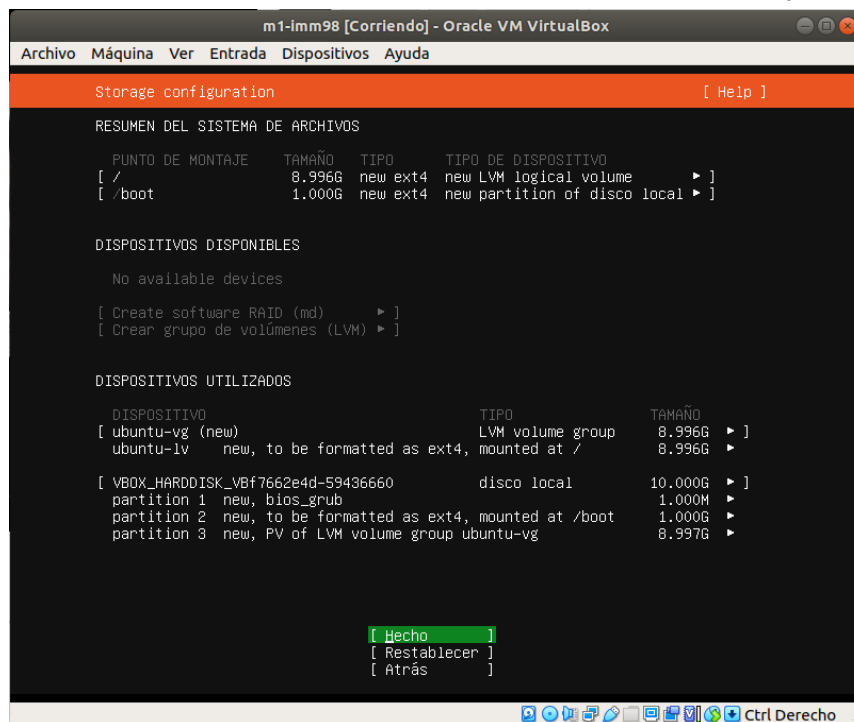 m1-imm98 [Corriendo] - Oracle VM VirtualBox
Archivo Máquina Ver Entrada Dispositivos Ayuda
Storage configuration [ Help ]
RESUMEN DEL SISTEMA DE ARCHIVOS
PUNTO DE MONTAJE TAMAÑO TIPO TIPO DE DISPOSITIVO
[ / 8.996G new ext4 new LVM logical volume ▸ ]
[ /boot 1.000G new ext4 new partition of disco local ▸ ]
DISPOSITIVOS DISPONIBLES
No available devices
[ Create software RAID (md) ▸ ]
[ Crear grupo de volúmenes (LVM) ▸ ]
DISPOSITIVOS UTILIZADOS
DISPOSITIVO TIPO TAMAÑO
[ ubuntu-vg (new) LVM volume group 8.996G ▸ ]
ubuntu-lv new, to be formatted as ext4, mounted at / 8.996G ▸
[ VBOX_HARDDISK_VBf7662e4d-59436660 disco local 10.000G ▸ ]
partition 1 new, bios_grub 1.000M ▸
partition 2 new, to be formatted as ext4, mounted at /boot 1.000G ▸
partition 3 new, PV of LVM volume group ubuntu-vg 8.997G ▸
[ Hecho ]
[ Restablecer ]
[ Atrás ]
Ctrl Derecho